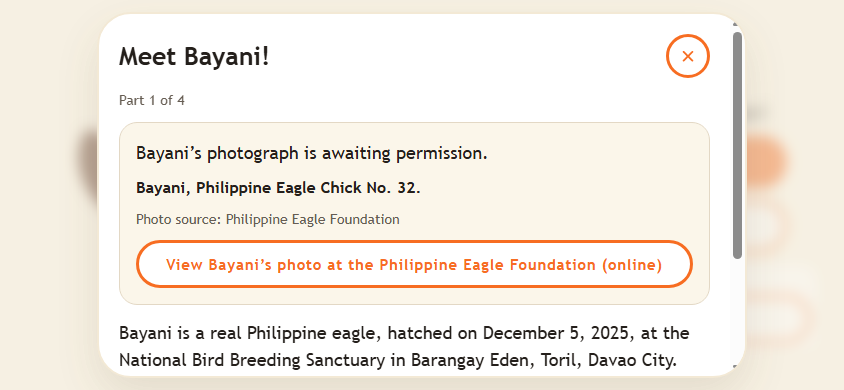 Meet Bayani!
Part 1 of 4
Bayani’s photograph is awaiting permission.
Bayani, Philippine Eagle Chick No. 32.
Photo source: Philippine Eagle Foundation
View Bayani’s photo at the Philippine Eagle Foundation (online)
Bayani is a real Philippine eagle, hatched on December 5, 2025, at the
National Bird Breeding Sanctuary in Barangay Eden, Toril, Davao City.